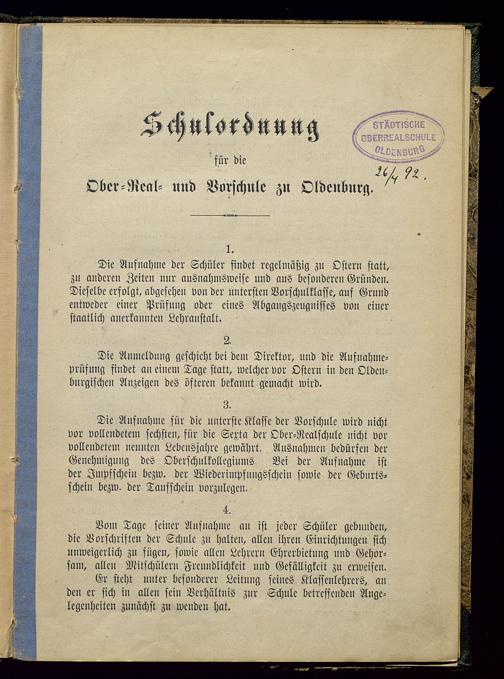 Schulordnung
für die
Ober-Real- und Vorschule zu Oldenburg.
STÄDTISCHE
OBERREALSCHULE
OLDENBURG
26/4 92.
1.
Die Aufnahme der Schüler findet regelmäßig zu Ostern statt,
zu anderen Zeiten nur ausnahmsweise und aus besonderen Gründen.
Dieselbe erfolgt, abgesehen von der untersten Vorschulklasse, auf Grund
entweder einer Prüfung oder eines Abgangszeugnisses von einer
staatlich anerkannten Lehranstalt.
2.
Die Anmeldung geschieht bei dem Direktor, und die Aufnahme-
prüfung findet an einem Tage statt, welcher vor Ostern in den Olden-
burgischen Anzeigen des öfteren bekannt gemacht wird.
3.
Die Aufnahme für die unterste Klasse der Vorschule wird nicht
vor vollendetem sechsten, für die Sexta der Ober-Realschule nicht vor
vollendetem neunten Lebensjahre gewährt. Ausnahmen bedürfen der
Genehmigung des Oberschulkollegiums. Bei der Aufnahme ist
der Impfschein bezw. der Wiederimpfungsschein sowie der Geburts-
schein bezw. der Taufschein vorzulegen.
4.
Vom Tage seiner Aufnahme an ist jeder Schüler gebunden,
die Vorschriften der Schule zu halten, allen ihren Einrichtungen sich
unweigerlich zu fügen, sowie allen Lehrern Ehrerbietung und Gehor-
sam, allen Mitschülern Freundlichkeit und Gefälligkeit zu erweisen.
Er steht unter besonderer Leitung seines Klassenlehrers, an
den er sich in allen sein Verhältnis zur Schule betreffenden Ange-
legenheiten zunächst zu wenden hat.